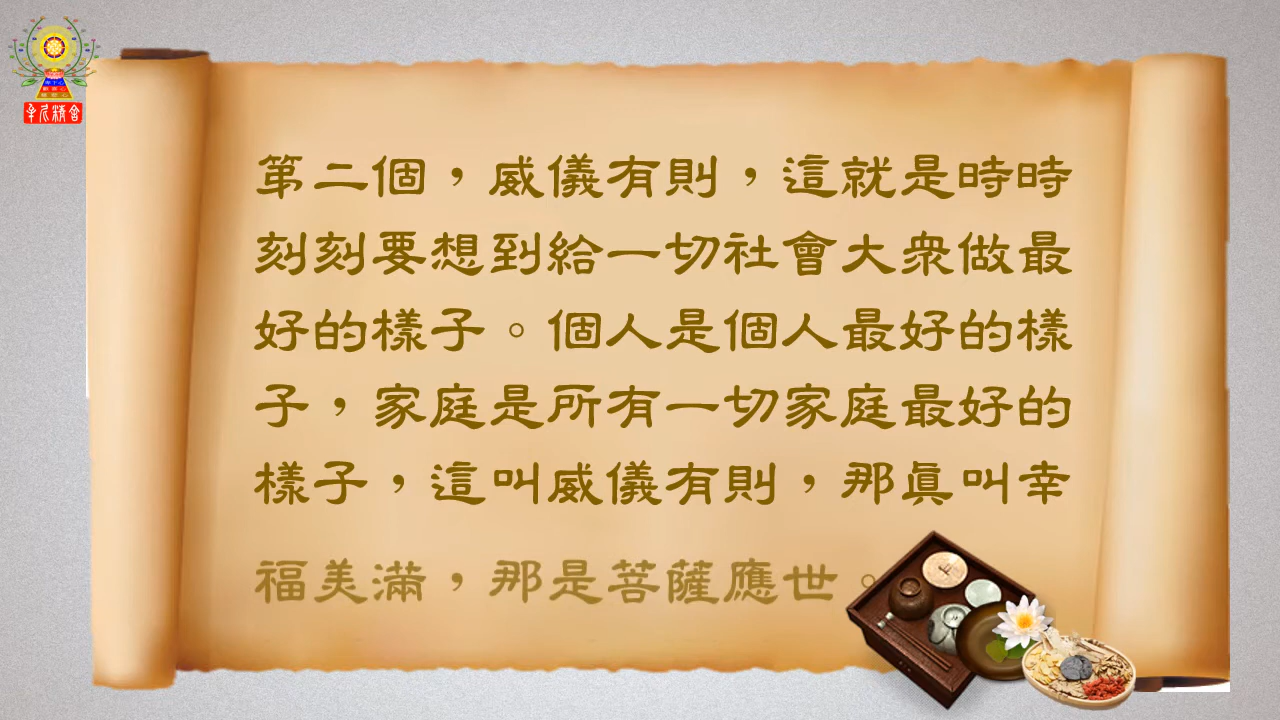 第二個，威儀有則，這就是時時
刻刻要想到給一切社會大眾做最
好的樣子。個人是個人最好的樣
子，家庭是所有一切家庭最好的
樣子，這叫威儀有則，那真叫幸
福美滿，那是菩薩應世。